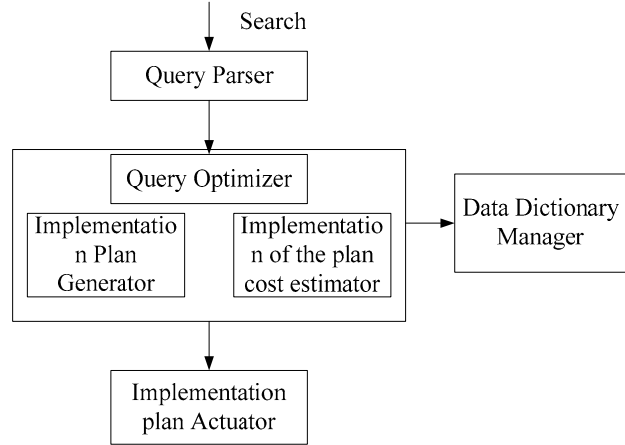 Search
Query Parser
Query Optimizer
Implementatio
n Plan
Generator
Implementatio
n of the plan
cost estimator
Data Dictionary
Manager
Implementation
plan Actuator